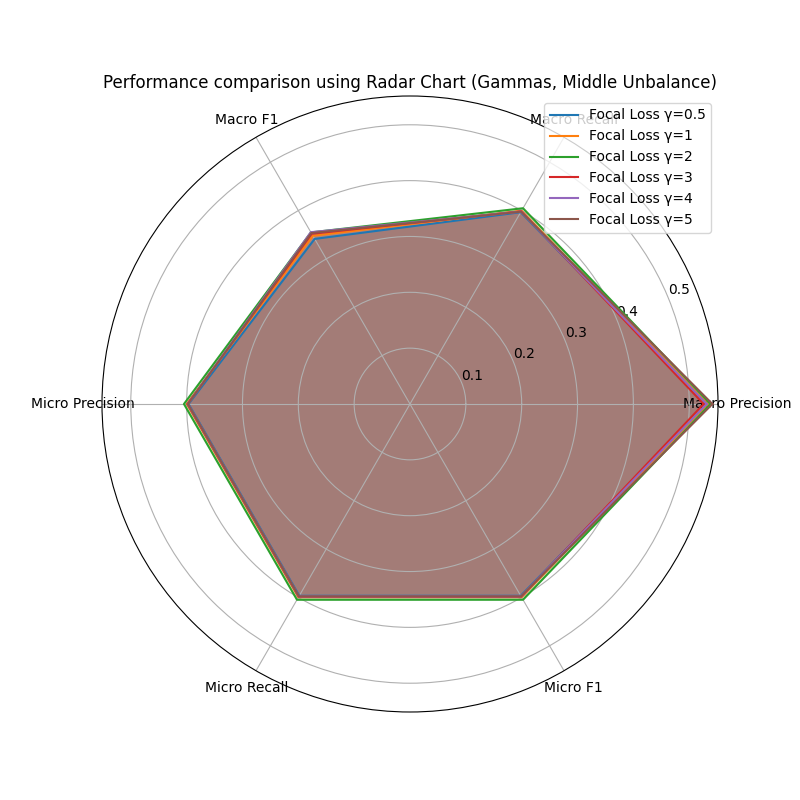 Performance comparison using Radar Chart (Gammas, Middle Unbalance)
Macro F1
Macro Recall
Focal Loss γ=0.5
Focal Loss γ=1
Focal Loss γ=2
Focal Loss γ=3
Focal Loss γ=4
Focal Loss γ=5
0.5
0.4
0.3
0.2
0.1
Micro Precision
Macro Precision
Micro Recall
Micro F1